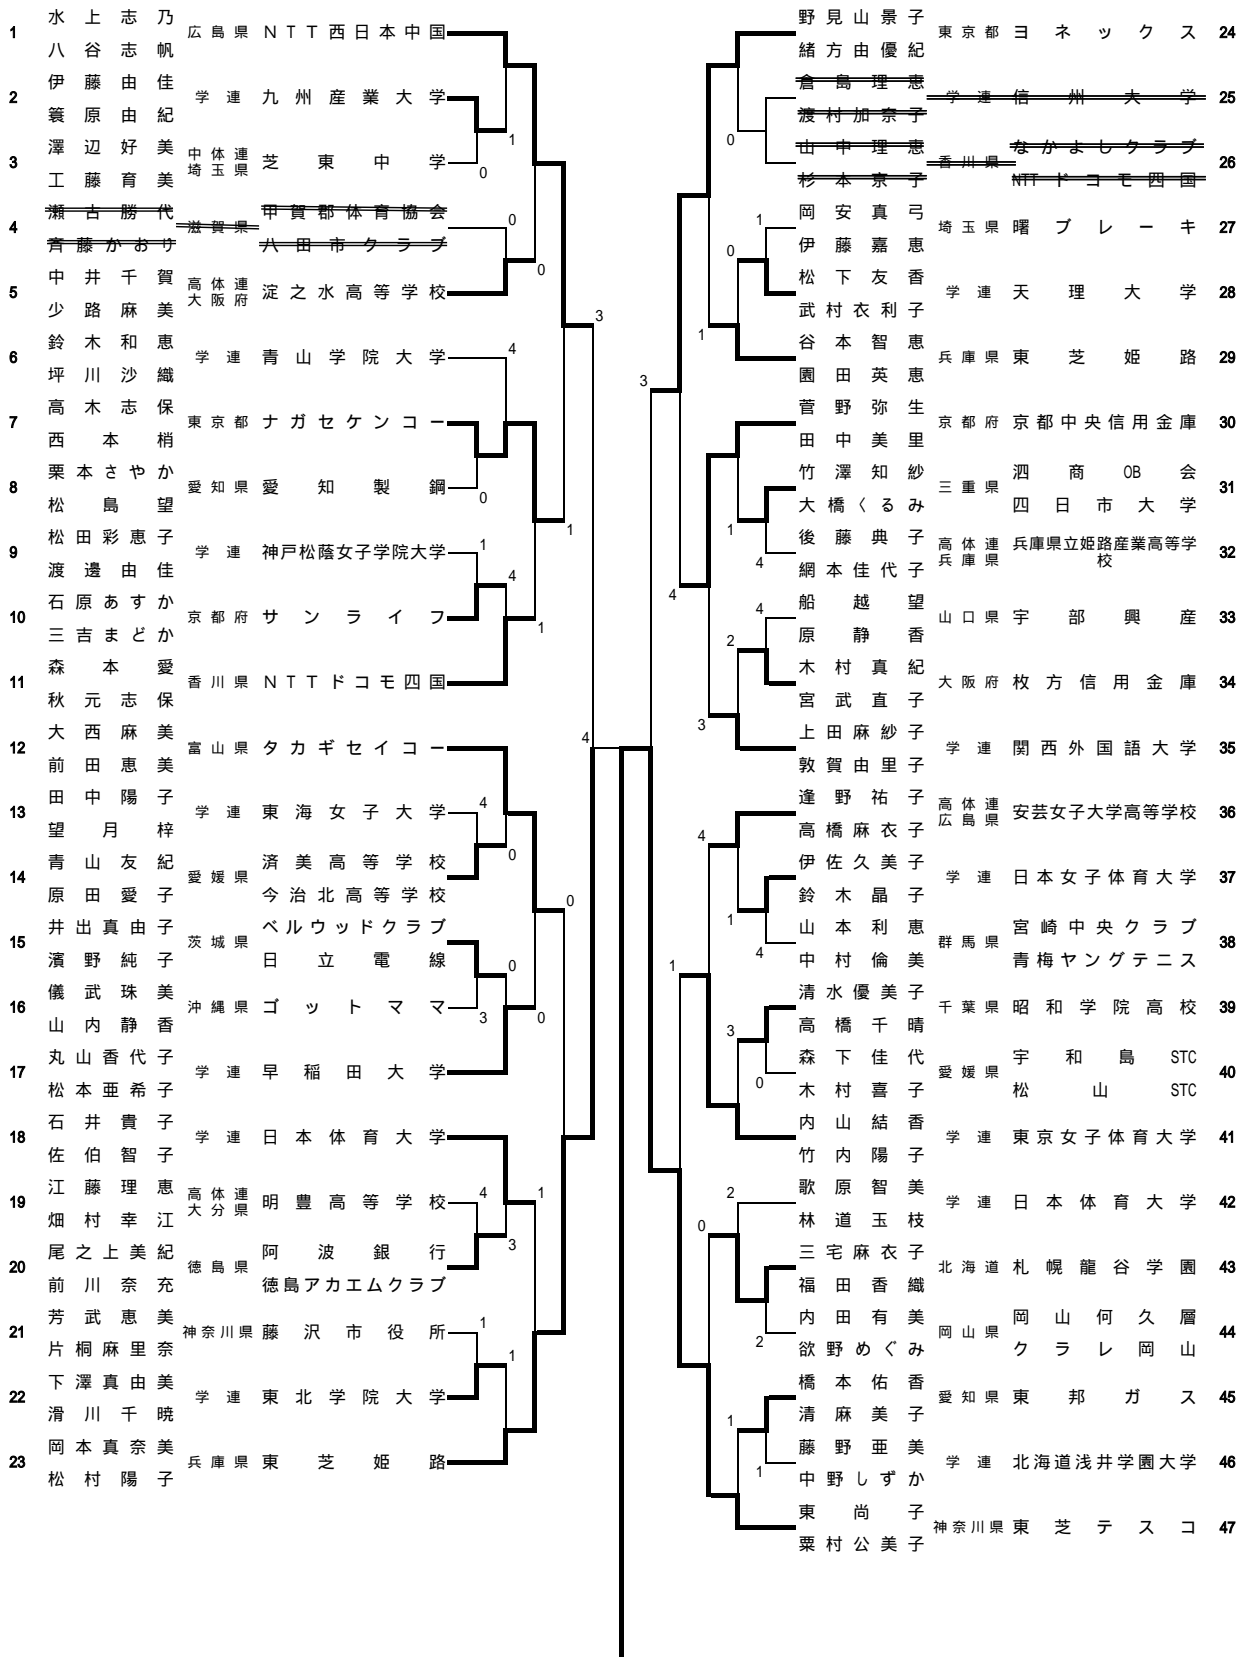 水上志乃
1 広島県 NTT西日本中国
八谷志帆
伊藤由佳
2 学連 九州産業大学
簑原由紀
1
澤辺好美
3 中体連 埼玉県 芝東中学
0
工藤育美
瀬古勝代 甲賀郡体育協会
4 滋賀県
0
斉藤かおり 八田市クラブ
0
中井千賀
5 高体連 大阪府 淀之水高等学校
少路麻美
3
鈴木和恵
6 学連 青山学院大学
4
坪川沙織
高木志保
7 東京都 ナガセケンコー
西本梢
栗本さやか
8 愛知県 愛知製鋼
0
松島望
1
松田彩恵子
9 学連 神戸松蔭女子学院大学
1
渡邊由佳
4
石原あすか
10 京都府 サンライフ
1
三吉まどか
森本愛
11 香川県 NTTドコモ四国
秋元志保
大西麻美
12 富山県 タカギセイコー
4
前田恵美
田中陽子
13 学連 東海女子大学
4
望月梓
0
青山友紀 済美高等学校
14 愛媛県
原田愛子 今治北高等学校
0
井出真由子 ベルウッドクラブ
15 茨城県
濱野純子 日立電線
0
儀武珠美
16 沖縄県 ゴットママ
3
0
山内静香
丸山香代子
17 学連 早稲田大学
松本亜希子
石井貴子
18 学連 日本体育大学
佐伯智子
江藤理恵
19 高体連 大分県 明豊高等学校
4
1
畑村幸江
3
尾之上美紀 阿波銀行
20 徳島県
前川奈充 徳島アカエムクラブ
芳武恵美
21 神奈川県 藤沢市役所
1
片桐麻里奈
1
下澤真由美
22 学連 東北学院大学
滑川千暁
岡本真奈美
23 兵庫県 東芝姫路
松村陽子
野見山景子
東京都 ヨネックス 24
緒方由優紀
倉島理恵
学連 信州大学 25
渡村加奈子
0
山中理恵 なかよしクラブ
香川県 26
杉本京子 NTTドコモ四国
岡安真弓
1
埼玉県 曙ブレーキ 27
伊藤嘉恵
0
松下友香
学連 天理大学 28
武村衣利子
1
谷本智恵
兵庫県 東芝姫路 29
園田英恵
3
菅野弥生
京都府 京都中央信用金庫 30
田中美里
竹澤知紗 泗商OB会
三重県 31
大橋くるみ 四日市大学
1
後藤典子
4
高体連 兵庫県 兵庫県立姫路産業高等学校 32
網本佳代子
4
船越望
4
山口県 宇部興産 33
原静香
2
木村真紀
大阪府 枚方信用金庫 34
宮武直子
3
上田麻紗子
学連 関西外国語大学 35
敦賀由里子
逢野祐子
高体連 広島県 安芸女子大学高等学校 36
高橋麻衣子
4
伊佐久美子
学連 日本女子体育大学 37
鈴木晶子
1
山本利恵 宮崎中央クラブ
4
群馬県 38
中村倫美 青梅ヤングテニス
1
清水優美子
千葉県 昭和学院高校 39
高橋千晴
3
森下佳代 宇和島STC
0
愛媛県 40
木村喜子 松山STC
内山結香
学連 東京女子体育大学 41
竹内陽子
歌原智美
2
学連 日本体育大学 42
林道玉枝
0
三宅麻衣子
北海道 札幌龍谷学園 43
福田香織
内田有美 岡山何久層
2
岡山県 44
欲野めぐみ クラレ岡山
橋本佑香
愛知県 東邦ガス 45
清麻美子
1
藤野亜美
1
学連 北海道浅井学園大学 46
中野しずか
東尚子
神奈川県 東芝テスコ 47
粟村公美子